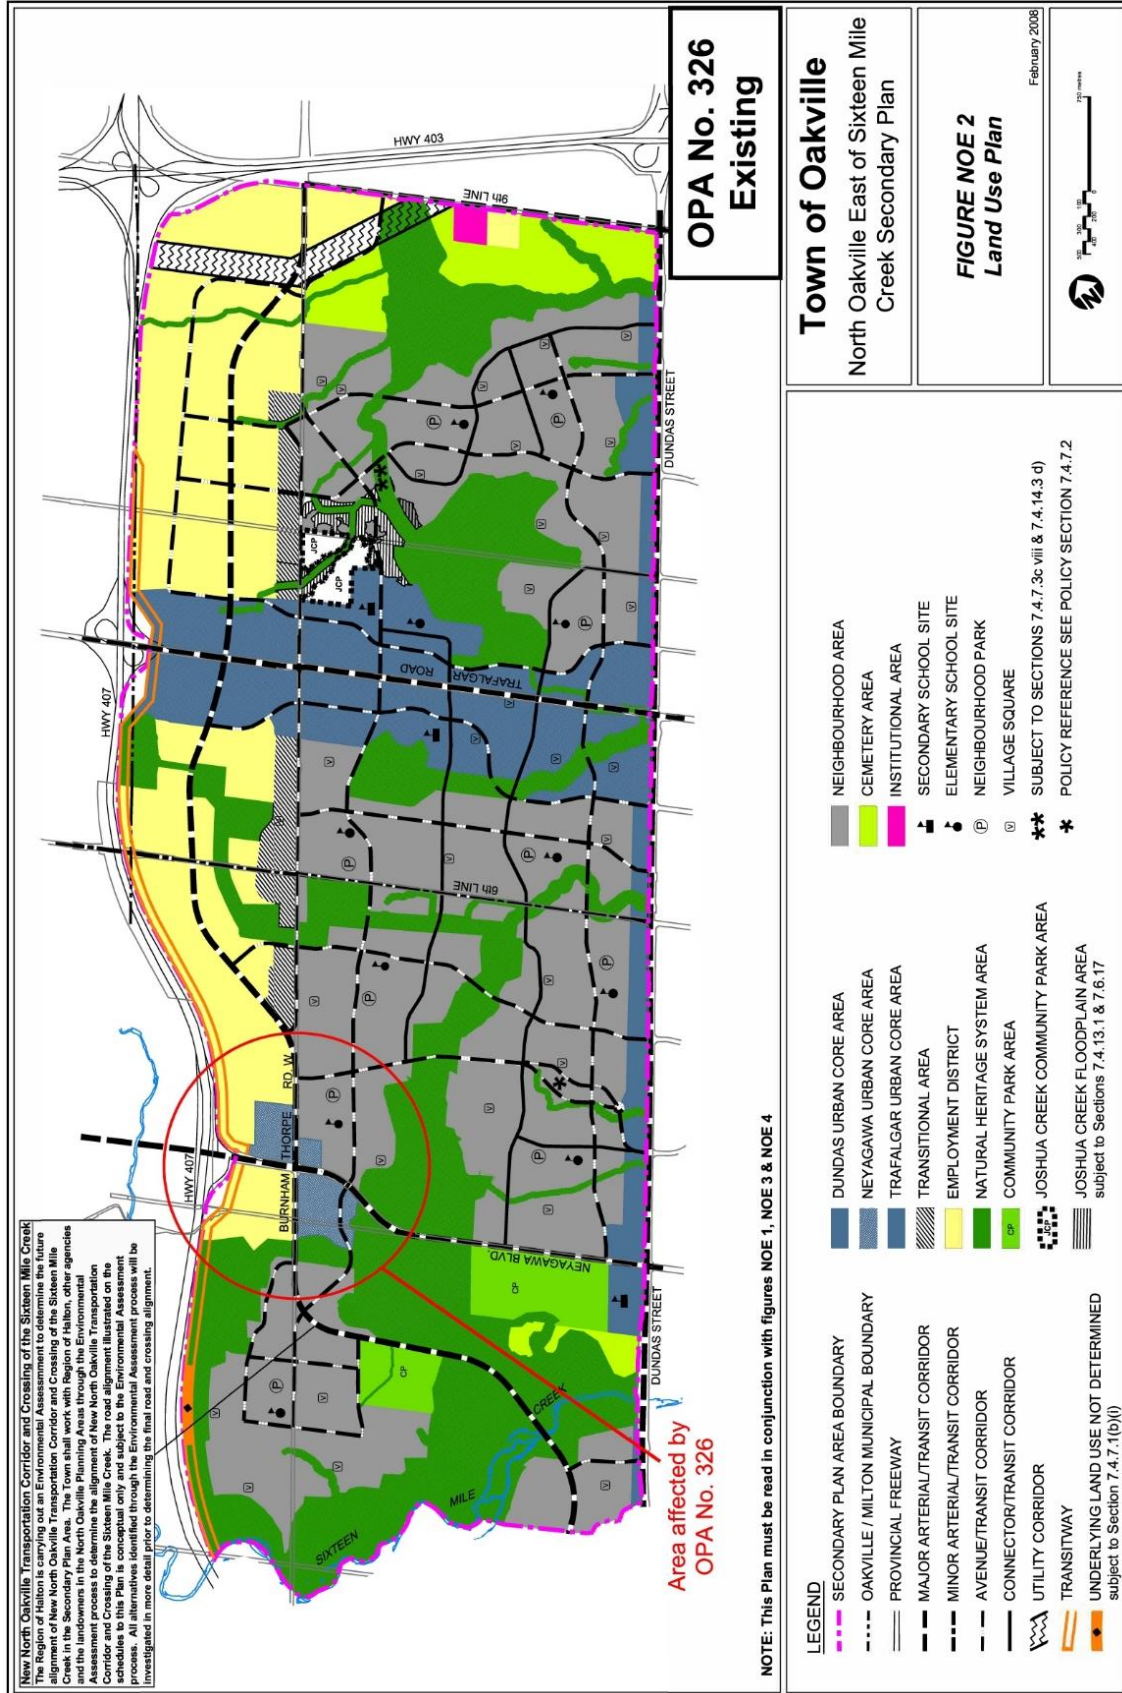 New North Oakville Transportation Corridor and Crossing of the Sixteen Mile Creek
The Region of Halton is carrying out an Environmental Assessment to determine the future
alignment of New North Oakville Transportation Corridor and Crossing of the Sixteen Mile
Creek in the Secondary Plan Area. The Town shall work with Region of Halton, other agencies
and the landowners in the North Oakville Planning Areas through the Environmental
Assessment process to determine the alignment of New North Oakville Transportation
Corridor and Crossing of the Sixteen Mile Creek. The road alignment illustrated on the
schedules to this Plan is conceptual only and subject to the Environmental Assessment
process. All alternatives identified through the Environmental Assessment process will be
investigated in more detail prior to determining the final road and crossing alignment.
HWY 407
HWY 407
HWY 403
9th LINE
BURNHAMTHORPE RD. W.
TRAFALGAR ROAD
6th LINE
NEYAGAWA BLVD.
SIXTEEN MILE CREEK
DUNDAS STREET
DUNDAS STREET
JCP
JCP
CP
CP
Area affected by
OPA No. 326
OPA No. 326
Existing
NOTE: This Plan must be read in conjunction with figures NOE 1, NOE 3 & NOE 4
LEGEND
SECONDARY PLAN AREA BOUNDARY
OAKVILLE / MILTON MUNICIPAL BOUNDARY
PROVINCIAL FREEWAY
MAJOR ARTERIAL/TRANSIT CORRIDOR
MINOR ARTERIAL/TRANSIT CORRIDOR
AVENUE/TRANSIT CORRIDOR
CONNECTOR/TRANSIT CORRIDOR
UTILITY CORRIDOR
TRANSITWAY
UNDERLYING LAND USE NOT DETERMINED
subject to Section 7.4.7.1(b)(i)
DUNDAS URBAN CORE AREA
NEYAGAWA URBAN CORE AREA
TRAFALGAR URBAN CORE AREA
TRANSITIONAL AREA
EMPLOYMENT DISTRICT
NATURAL HERITAGE SYSTEM AREA
CP COMMUNITY PARK AREA
JCP JOSHUA CREEK COMMUNITY PARK AREA
JOSHUA CREEK FLOODPLAIN AREA
subject to Sections 7.4.13.1 & 7.6.17
NEIGHBOURHOOD AREA
CEMETERY AREA
INSTITUTIONAL AREA
SECONDARY SCHOOL SITE
ELEMENTARY SCHOOL SITE
P NEIGHBOURHOOD PARK
V VILLAGE SQUARE
** SUBJECT TO SECTIONS 7.4.7.3c viii & 7.4.14.3 d)
* POLICY REFERENCE SEE POLICY SECTION 7.4.7.2
Town of Oakville
North Oakville East of Sixteen Mile
Creek Secondary Plan
FIGURE NOE 2
Land Use Plan
February 2008